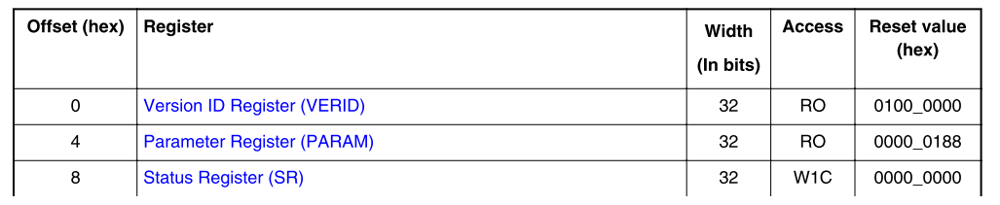 Offset (hex) Register Width (In bits) Access Reset value (hex)
0 Version ID Register (VERID) 32 RO 0100_0000
4 Parameter Register (PARAM) 32 RO 0000_0188
8 Status Register (SR) 32 W1C 0000_0000